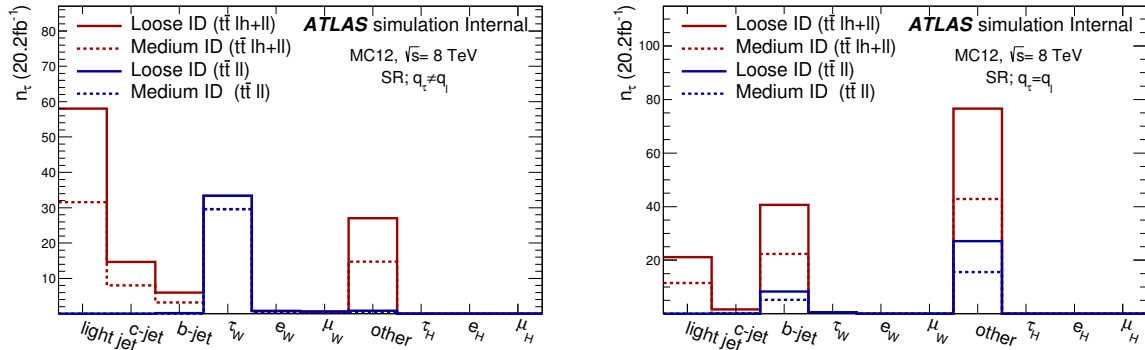 n_τ (20.2fb⁻¹)
90
80
70
60
50
40
30
20
10
Loose ID (tt̄ lh+ll)
Medium ID (tt̄ lh+ll)
Loose ID (tt̄ ll)
Medium ID (tt̄ ll)
ATLAS simulation Internal
MC12, √s= 8 TeV
SR; q_τ≠q_l
light jet
c-jet
b-jet
τ_W
e_W
μ_W
other
τ_H
e_H
μ_H
n_τ (20.2fb⁻¹)
100
80
60
40
20
Loose ID (tt̄ lh+ll)
Medium ID (tt̄ lh+ll)
Loose ID (tt̄ ll)
Medium ID (tt̄ ll)
ATLAS simulation Internal
MC12, √s= 8 TeV
SR; q_τ=q_l
light jet
c-jet
b-jet
τ_W
e_W
μ_W
other
τ_H
e_H
μ_H